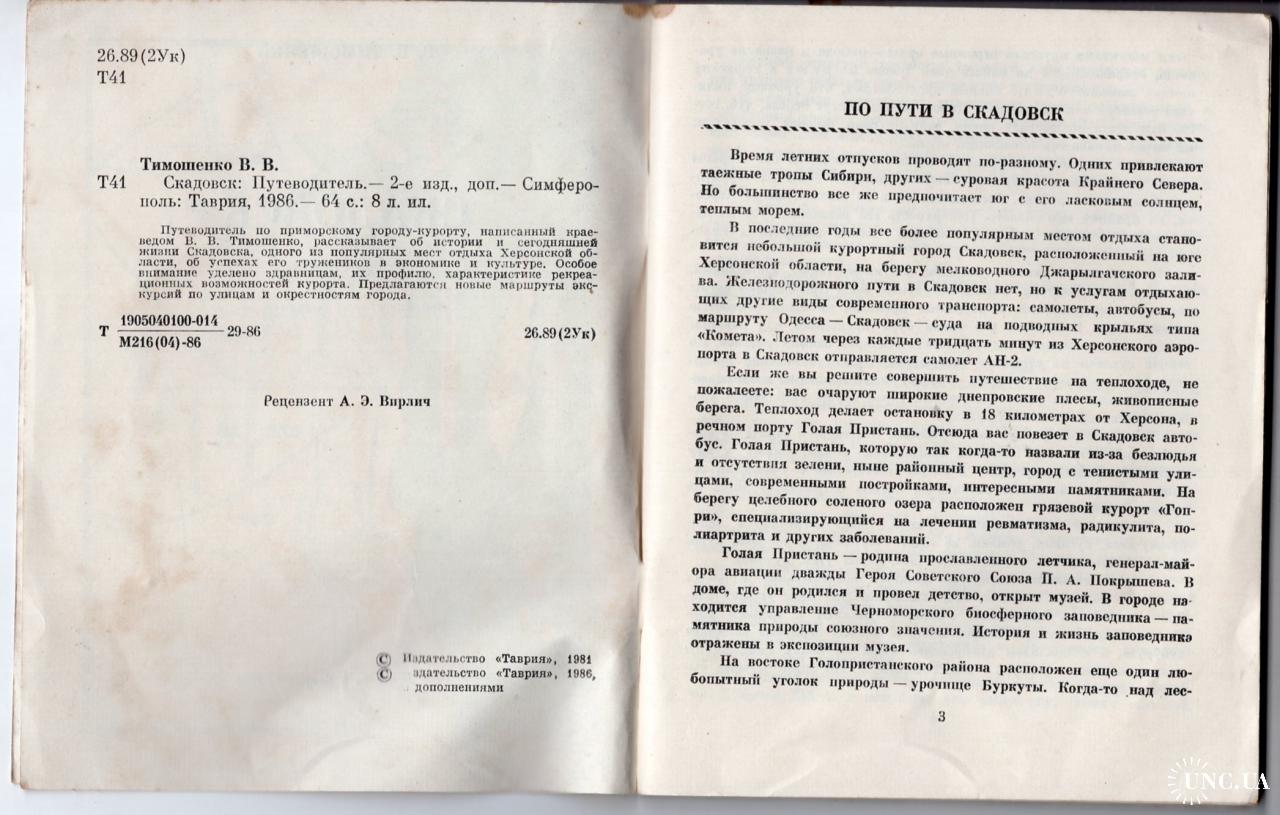 26.89(2Ук)
Т41
Тимошенко В. В.
Т41 Скадовск: Путеводитель.— 2-е изд., доп.— Симферо-
поль: Таврия, 1986.— 64 с.: 8 л. ил.
Путеводитель по приморскому городу-курорту, написанный крае-
ведом В. В. Тимошенко, рассказывает об истории и сегодняшней
жизни Скадовска, одного из популярных мест отдыха Херсонской об-
ласти, об успехах его тружеников в экономике и культуре. Особое
внимание уделено здравницам, их профилю, характеристике рекреа-
ционных возможностей курорта. Предлагаются новые маршруты экс-
курсий по улицам и окрестностям города.
Т 1905040100-014 29-86 26.89(2Ук)
М216(04)-86
Рецензент А. Э. Вирлич
© Издательство «Таврия», 1981
© здательство «Таврия», 1986,
дополнениями
ПО ПУТИ В СКАДОВСК
Время летних отпусков проводят по-разному. Одних привлекают
таежные тропы Сибири, других — суровая красота Крайнего Севера.
Но большинство все же предпочитает юг с его ласковым солнцем,
теплым морем.
В последние годы все более популярным местом отдыха стано-
вится небольшой курортный город Скадовск, расположенный на юге
Херсонской области, на берегу мелководного Джарылгачского зали-
ва. Железнодорожного пути в Скадовск нет, но к услугам отдыхаю-
щих другие виды современного транспорта: самолеты, автобусы, по
маршруту Одесса — Скадовск — суда на подводных крыльях типа
«Комета». Летом через каждые тридцать минут из Херсонского аэро-
порта в Скадовск отправляется самолет АН-2.
Если же вы решите совершить путешествие на теплоходе, не
пожалеете: вас очаруют широкие днепровские плесы, живописные
берега. Теплоход делает остановку в 18 километрах от Херсона, в
речном порту Голая Пристань. Отсюда вас повезет в Скадовск авто-
бус. Голая Пристань, которую так когда-то назвали из-за безлюдья
и отсутствия зелени, ныне районный центр, город с тенистыми ули-
цами, современными постройками, интересными памятниками. На
берегу целебного соленого озера расположен грязевой курорт «Гоп-
ри», специализирующийся на лечении ревматизма, радикулита, по-
лиартрита и других заболеваний.
Голая Пристань — родина прославленного летчика, генерал-май-
ора авиации дважды Героя Советского Союза П. А. Покрышева. В
доме, где он родился и провел детство, открыт музей. В городе на-
ходится управление Черноморского биосферного заповедника — па-
мятника природы союзного значения. История и жизнь заповедника
отражены в экспозиции музея.
На востоке Голопристанского района расположен еще один лю-
бопытный уголок природы — урочище Буркуты. Когда-то над лес-
3
UNC.UA